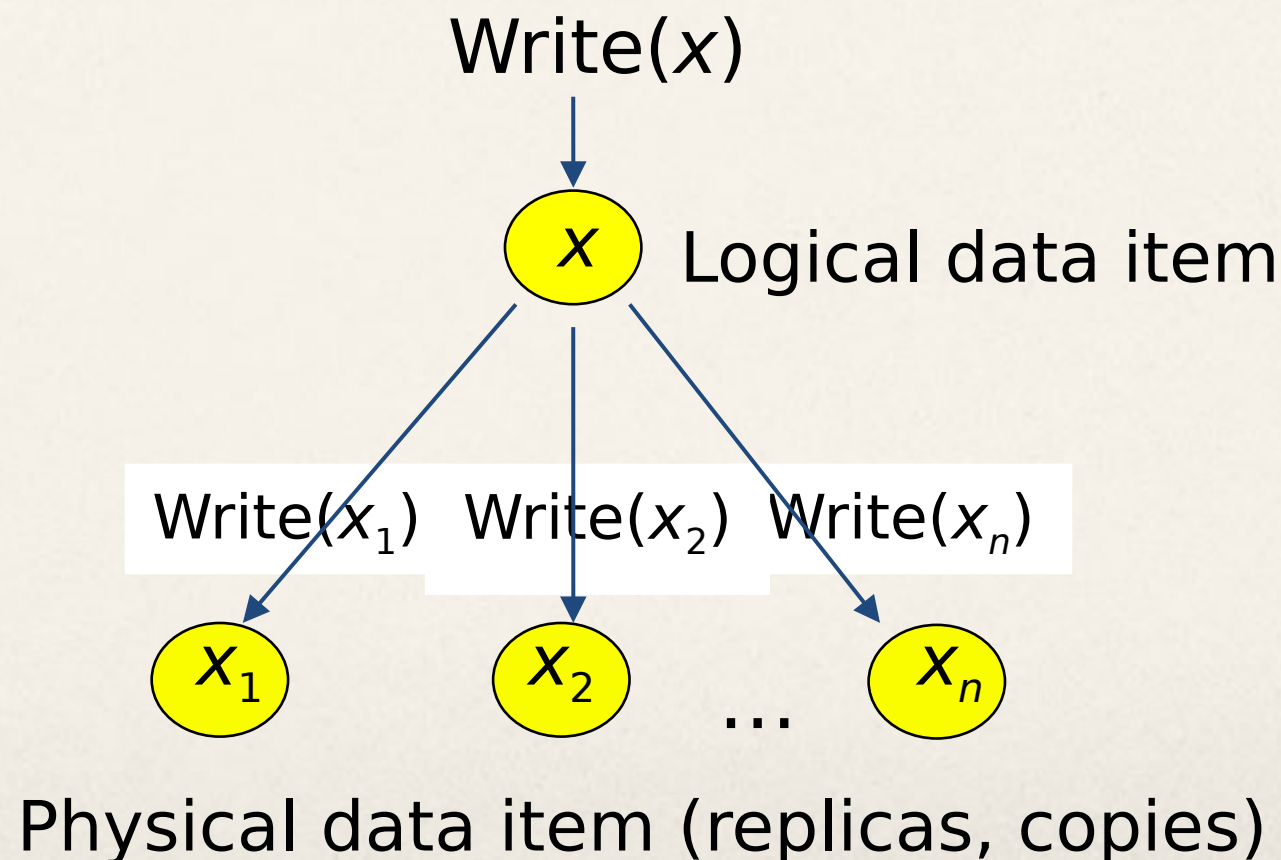 Write(x)
x Logical data item
Write(x₁) Write(x₂) Write(xₙ)
x₁ x₂ ... xₙ
Physical data item (replicas, copies)